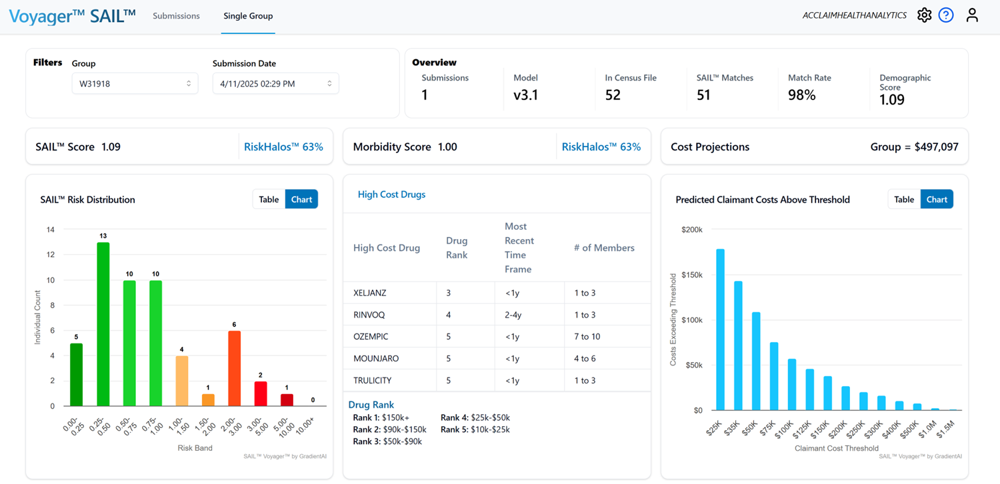 Voyager™ SAIL™
Submissions
Single Group
ACCLAIMHEALTHANALYTICS
Filters
Group
W31918
Submission Date
4/11/2025 02:29 PM
Overview
Submissions
1
Model
v3.1
In Census File
52
SAIL™ Matches
51
Match Rate
98%
Demographic
Score
1.09
SAIL™ Score 1.09
RiskHalos™ 63%
Morbidity Score 1.00
RiskHalos™ 63%
Cost Projections
Group = $497,097
SAIL™ Risk Distribution
Table
Chart
Individual Count
14
12
10
8
6
4
2
0
5
13
10
10
4
1
6
2
1
0
0.00-
0.25
0.25-
0.50
0.50-
0.75
0.75-
1.00
1.00-
1.50
1.50-
2.00
2.00-
3.00
3.00-
5.00
5.00-
10.00
10.00+
Risk Band
SAIL™ Voyager™ by GradientAI
High Cost Drugs
High Cost Drug
Drug
Rank
Most
Recent
Time
Frame
# of Members
XELJANZ 3 <1y 1 to 3
RINVOQ 4 2-4y 1 to 3
OZEMPIC 5 <1y 7 to 10
MOUNJARO 5 <1y 4 to 6
TRULICITY 5 <1y 1 to 3
Drug Rank
Rank 1: $150k+
Rank 2: $90k-$150k
Rank 3: $50k-$90k
Rank 4: $25k-$50k
Rank 5: $10k-$25k
Predicted Claimant Costs Above Threshold
Table
Chart
Costs Exceeding Threshold
$200k
$150k
$100k
$50k
$0
$25K
$35K
$50K
$75K
$100K
$125K
$150K
$200K
$250K
$300K
$400K
$500K
$1.0M
$1.5M
Claimant Cost Threshold
SAIL™ Voyager™ by GradientAI